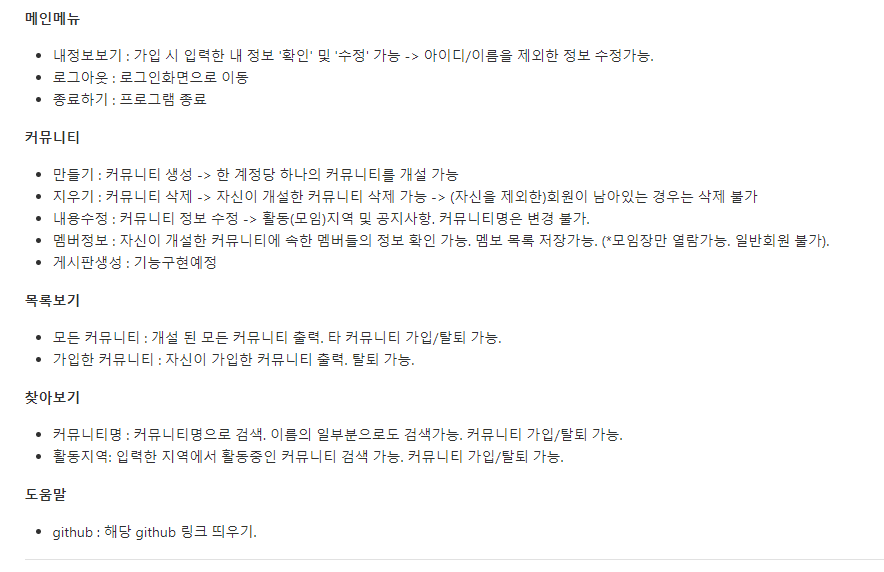 메인메뉴
내정보보기 : 가입 시 입력한 내 정보 '확인' 및 '수정' 가능 -> 아이디/이름을 제외한 정보 수정가능.
로그아웃 : 로그인화면으로 이동
종료하기 : 프로그램 종료
커뮤니티
만들기 : 커뮤니티 생성 -> 한 계정당 하나의 커뮤니티를 개설 가능
지우기 : 커뮤니티 삭제 -> 자신이 개설한 커뮤니티 삭제 가능 -> (자신을 제외한)회원이 남아있는 경우는 삭제 불가
내용수정 : 커뮤니티 정보 수정 -> 활동(모임)지역 및 공지사항. 커뮤니티명은 변경 불가.
멤버정보 : 자신이 개설한 커뮤니티에 속한 멤버들의 정보 확인 가능. 멤보 목록 저장가능. (*모임장만 열람가능. 일반회원 불가).
게시판생성 : 기능구현예정
목록보기
모든 커뮤니티 : 개설 된 모든 커뮤니티 출력. 타 커뮤니티 가입/탈퇴 가능.
가입한 커뮤니티 : 자신이 가입한 커뮤니티 출력. 탈퇴 가능.
찾아보기
커뮤니티명 : 커뮤니티명으로 검색. 이름의 일부분으로도 검색가능. 커뮤니티 가입/탈퇴 가능.
활동지역: 입력한 지역에서 활동중인 커뮤니티 검색 가능. 커뮤니티 가입/탈퇴 가능.
도움말
github : 해당 github 링크 띄우기.